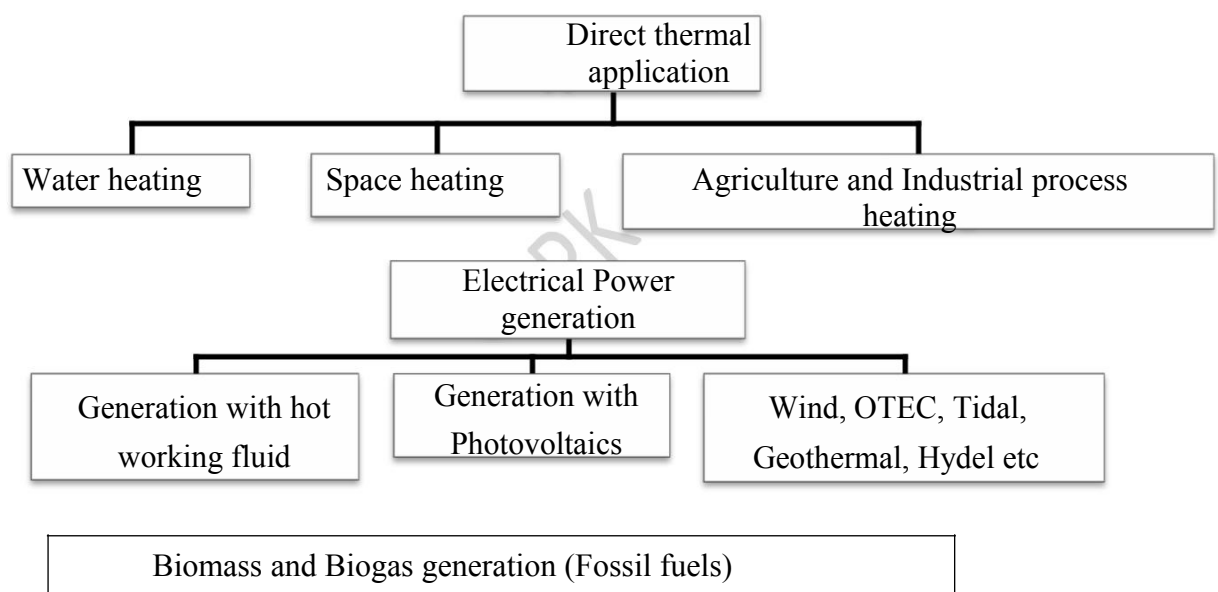 Direct thermal
application
Water heating
Space heating
Agriculture and Industrial process
heating
Electrical Power
generation
Generation with hot
working fluid
Generation with
Photovoltaics
Wind, OTEC, Tidal,
Geothermal, Hydel etc
Biomass and Biogas generation (Fossil fuels)